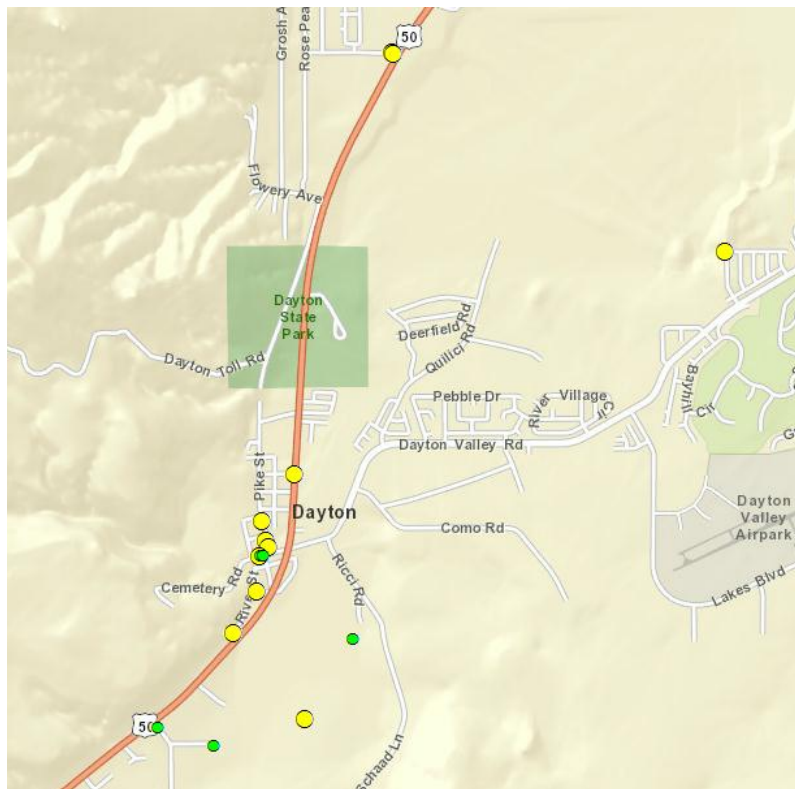 50
Grosh A
Rose Pea
Flowery Ave
Dayton
State
Park
Deerfield Rd
Quilici Rd
Dayton Toll Rd
Pebble Dr
River
Village
Cir
Bayhill
Cir
Dayton Valley Rd
Pike St
Dayton
Dayton
Valley
Airpark
Como Rd
Cemetery Rd
River St
Ricci Rd
Lakes Blvd
50
Schaad Ln